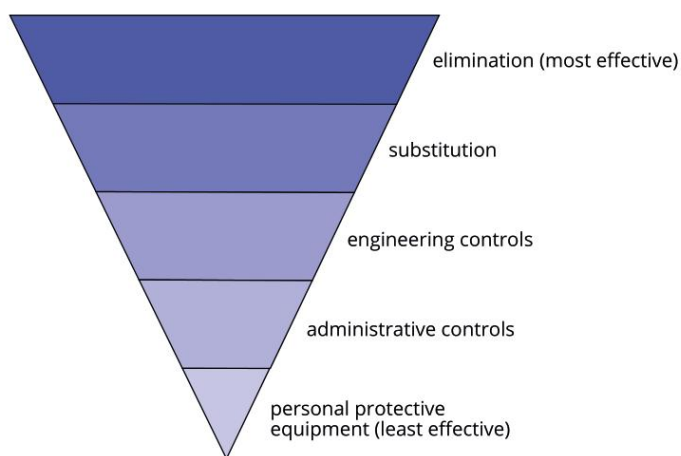 elimination (most effective)
substitution
engineering controls
administrative controls
personal protective
equipment (least effective)